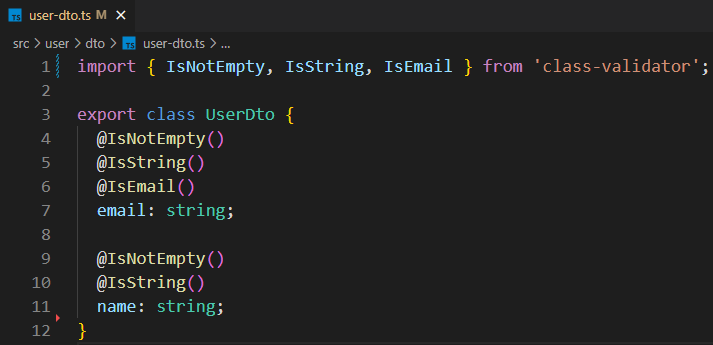 TS user-dto.ts M ×
src > user > dto > TS user-dto.ts > ...
1 import { IsNotEmpty, IsString, IsEmail } from 'class-validator';
2
3 export class UserDto {
4 @IsNotEmpty()
5 @IsString()
6 @IsEmail()
7 email: string;
8
9 @IsNotEmpty()
10 @IsString()
11 name: string;
12 }